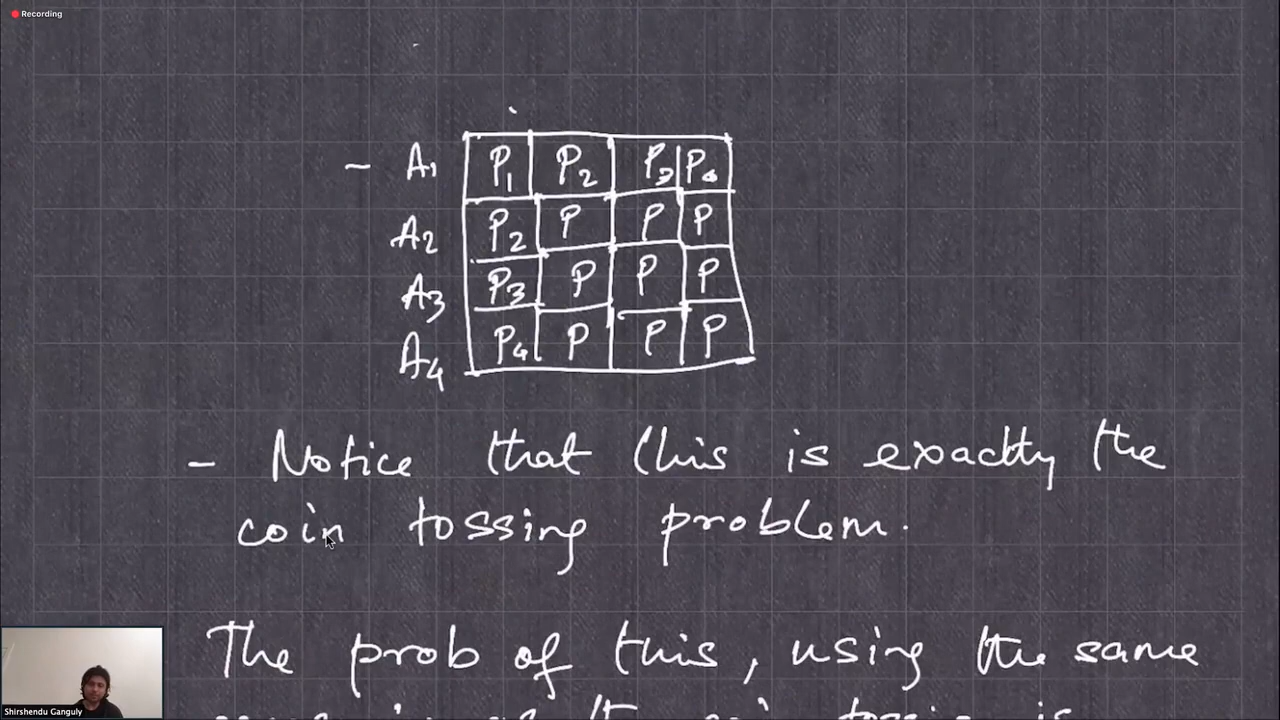 Recording
- A1 P1 P2 P3 P4
A2 P2 P P P
A3 P3 P P P
A4 P4 P P P
- Notice that this is exactly the
coin tossing problem.
The prob of this, using the same
Shirshendu Ganguly